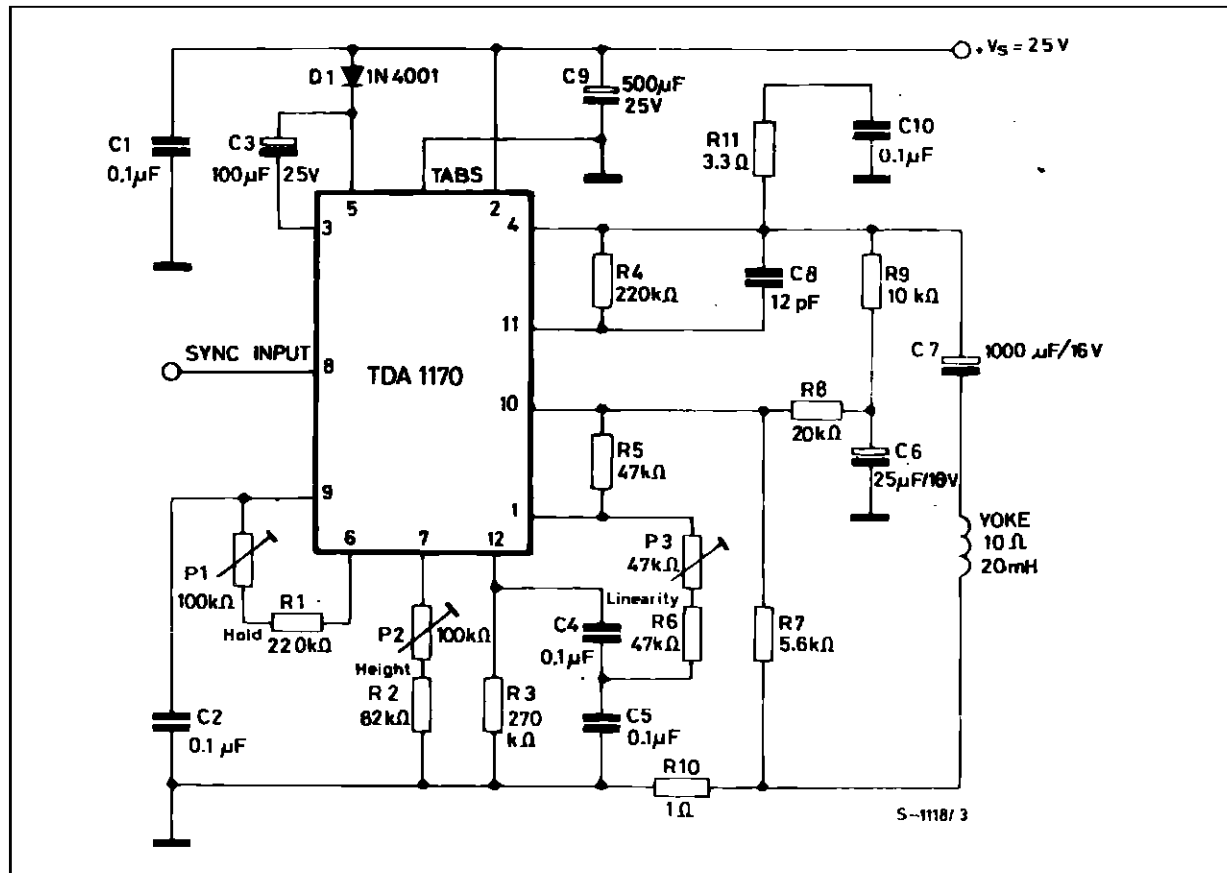 + VS = 25 V
D1 1N4001
C9 500µF
25V
C1
0.1µF
C3
100µF 25V
TABS
R11
3.3 Ω
C10
0.1µF
5
2
3
4
R4
220kΩ
C8
12 pF
R9
10 kΩ
11
C7 1000 µF/16V
SYNC INPUT
8
TDA 1170
10
R8
20kΩ
R5
47kΩ
C6
25µF/10V
9
1
6
7
12
P3
47kΩ
Linearity
YOKE
10 Ω
20mH
P1
100kΩ
Hold
R1
220kΩ
P2 100kΩ
Height
R2
82kΩ
C4
0.1µF
R6
47kΩ
R7
5.6kΩ
R3
270
kΩ
C5
0.1µF
C2
0.1 µF
R10
1Ω
S-1118/3